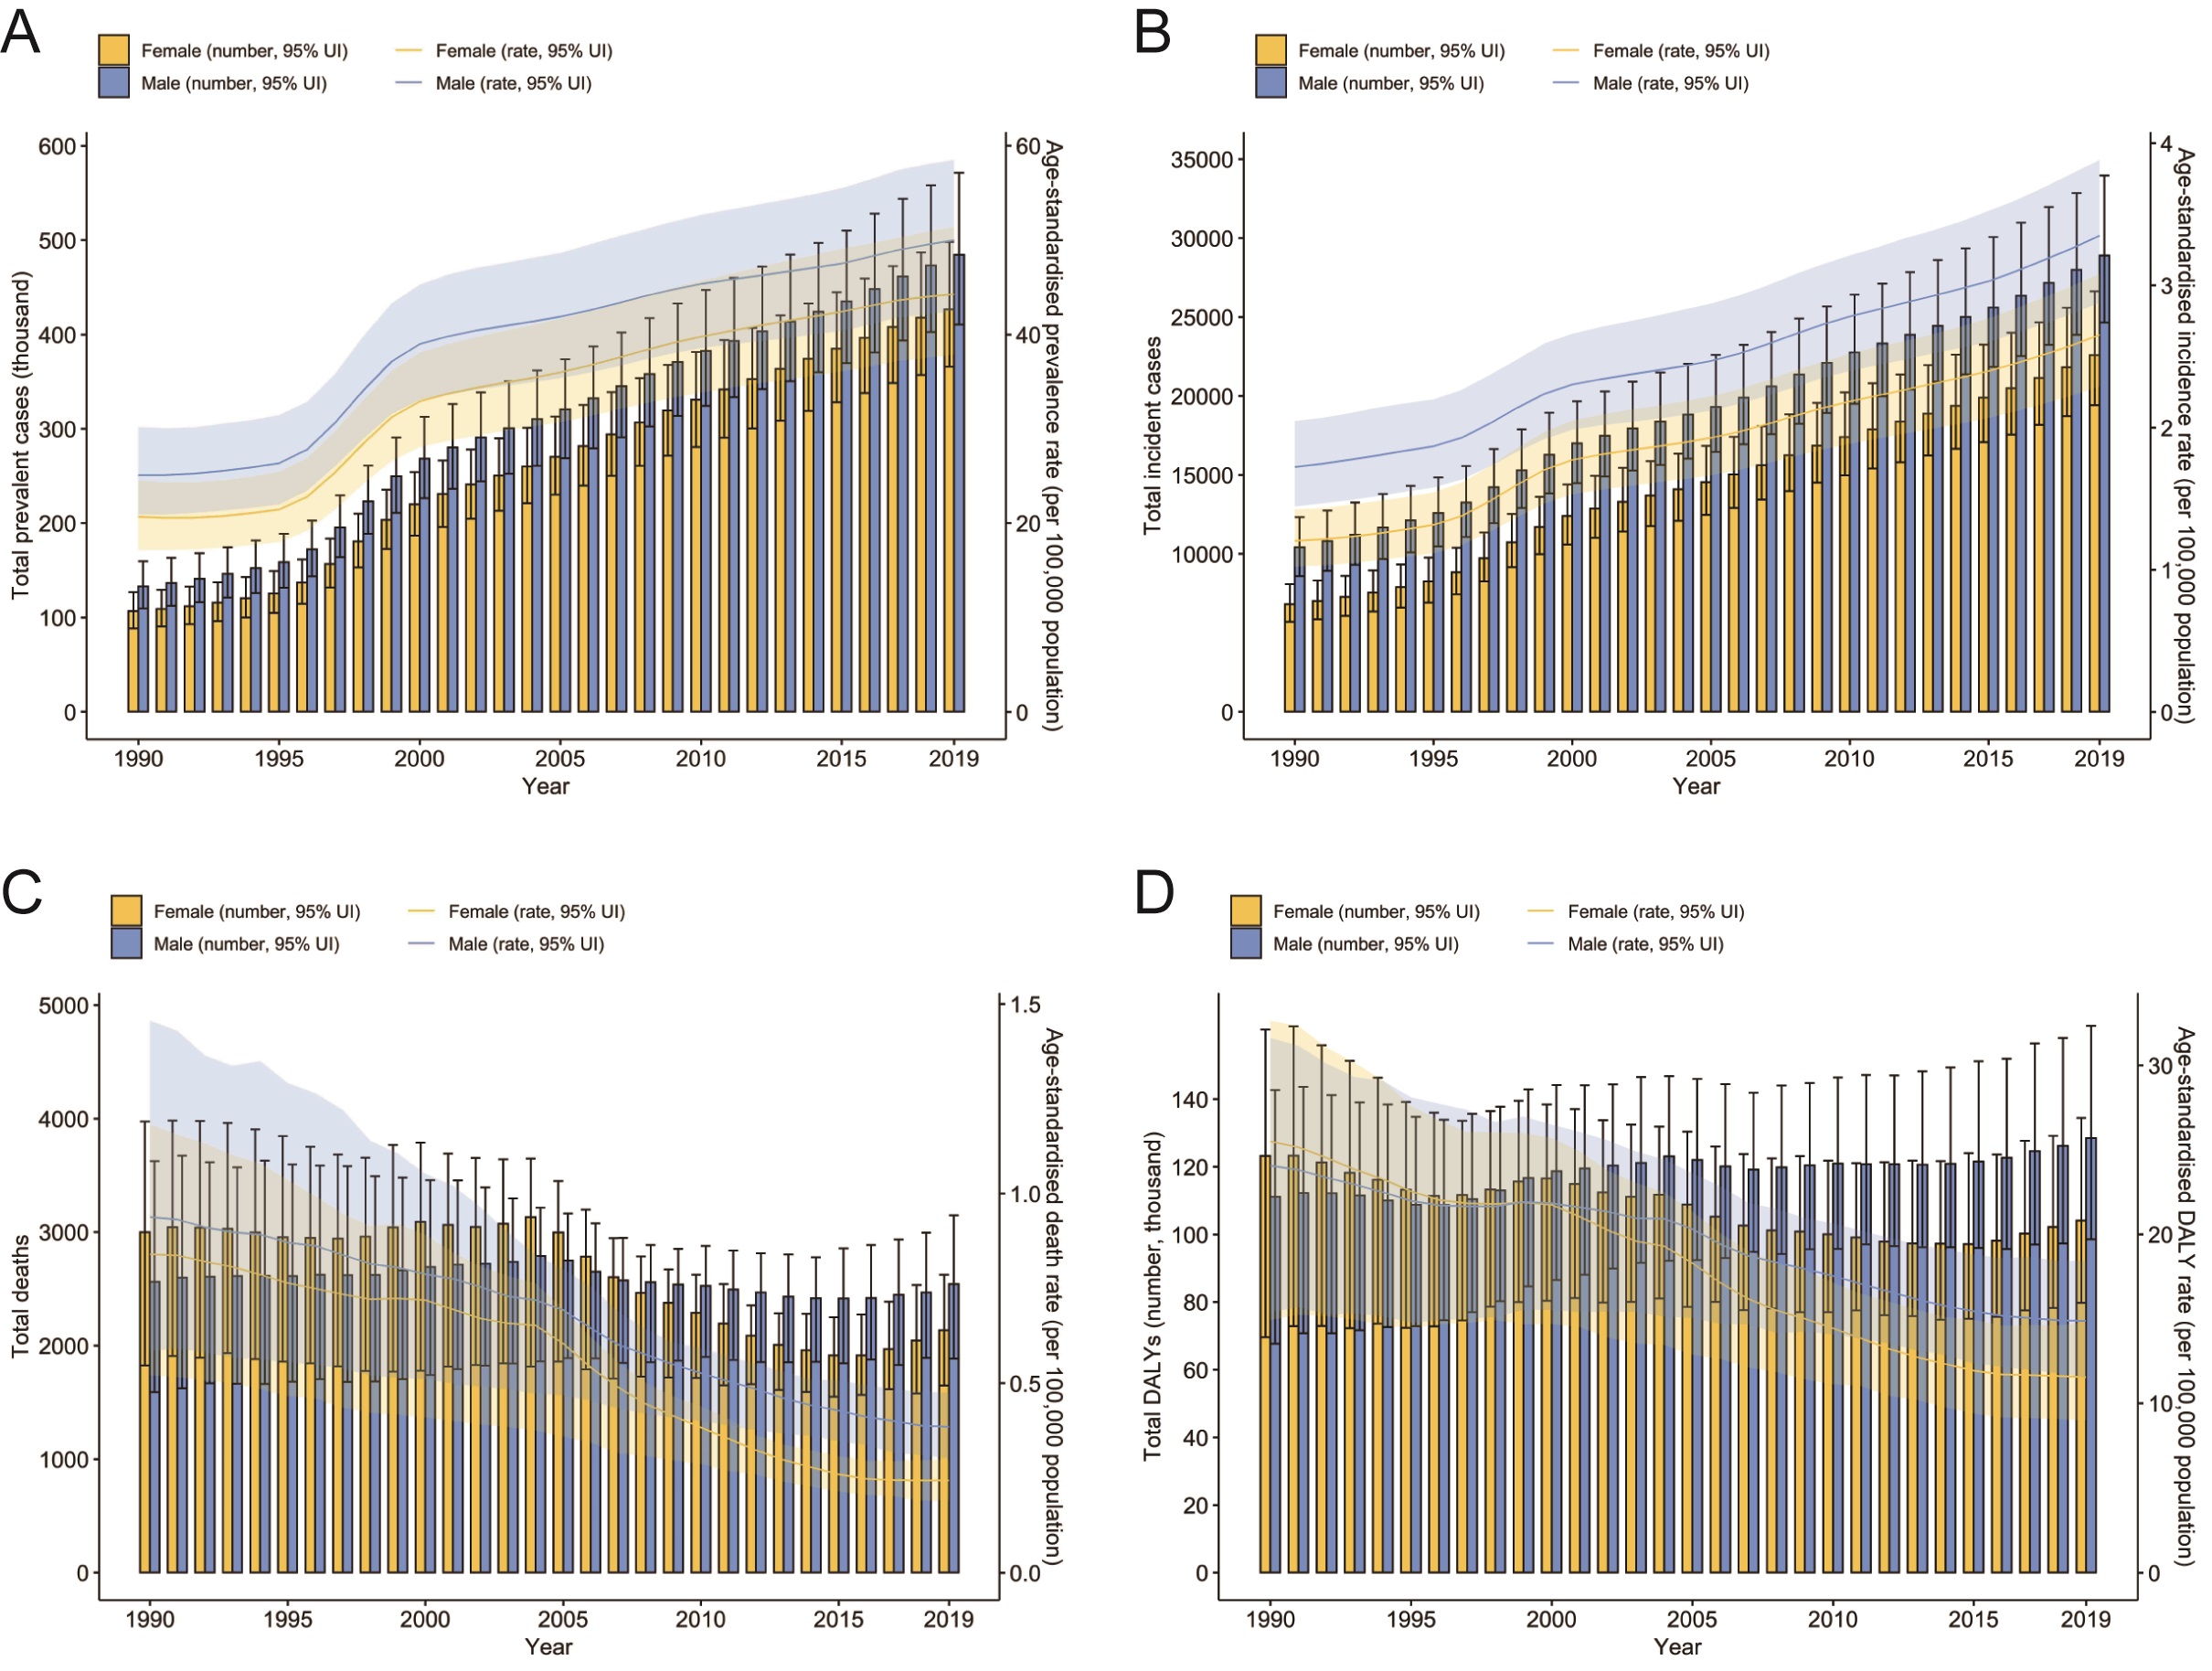 A
Female (number, 95% UI)
Female (rate, 95% UI)
Male (number, 95% UI)
Male (rate, 95% UI)
600
500
400
300
200
100
0
Total prevalent cases (thousand)
60
40
20
0
Age-standardised prevalence rate (per 100,000 population)
1990
1995
2000
2005
2010
2015
2019
Year
B
Female (number, 95% UI)
Female (rate, 95% UI)
Male (number, 95% UI)
Male (rate, 95% UI)
35000
30000
25000
20000
15000
10000
0
Total incident cases
4
3
2
1
0
Age-standardised incidence rate (per 100,000 population)
1990
1995
2000
2005
2010
2015
2019
Year
C
Female (number, 95% UI)
Female (rate, 95% UI)
Male (number, 95% UI)
Male (rate, 95% UI)
5000
4000
3000
2000
1000
0
Total deaths
1.5
1.0
0.5
0.0
Age-standardised death rate (per 100,000 population)
1990
1995
2000
2005
2010
2015
2019
Year
D
Female (number, 95% UI)
Female (rate, 95% UI)
Male (number, 95% UI)
Male (rate, 95% UI)
140
120
100
80
60
40
20
0
Total DALYs (number, thousand)
30
20
10
0
Age-standardised DALY rate (per 100,000 population)
1990
1995
2000
2005
2010
2015
2019
Year